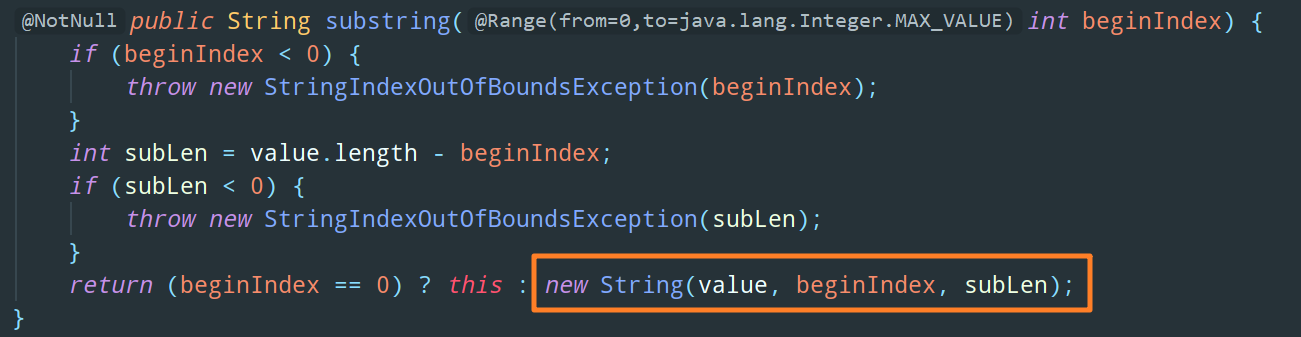 @NotNull public String substring( @Range(from=0,to=java.lang.Integer.MAX_VALUE) int beginIndex) {
    if (beginIndex < 0) {
        throw new StringIndexOutOfBoundsException(beginIndex);
    }
    int subLen = value.length - beginIndex;
    if (subLen < 0) {
        throw new StringIndexOutOfBoundsException(subLen);
    }
    return (beginIndex == 0) ? this : new String(value, beginIndex, subLen);
}